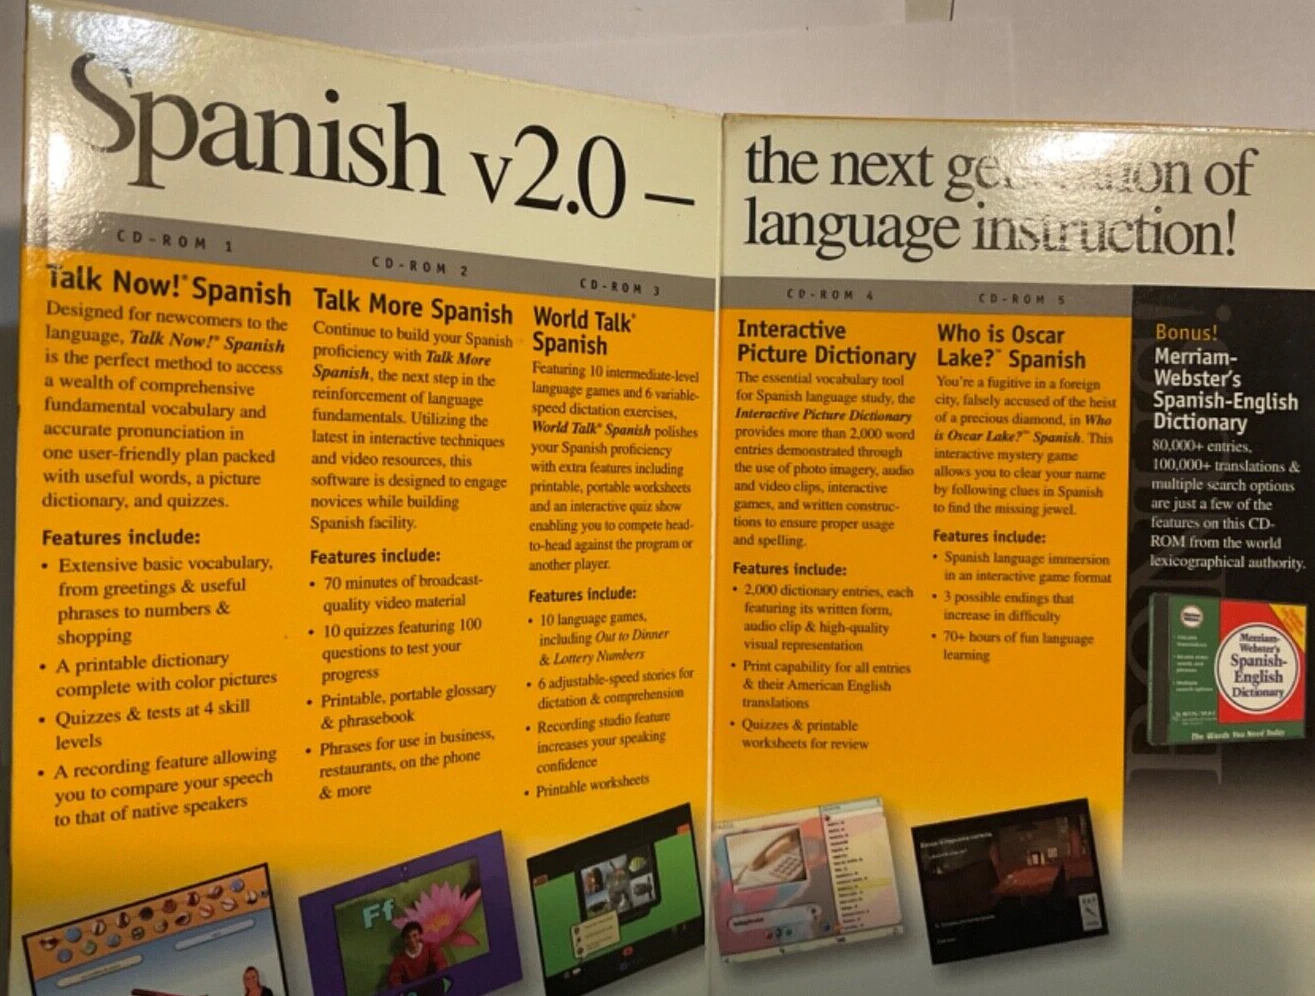 Spanish v2.0 –
the next generation of
language instruction!
CD-ROM 1
Talk Now!® Spanish
Designed for newcomers to the
language, Talk Now!® Spanish
is the perfect method to access
a wealth of comprehensive
fundamental vocabulary and
accurate pronunciation in
one user-friendly plan packed
with useful words, a picture
dictionary, and quizzes.
Features include:
• Extensive basic vocabulary,
from greetings & useful
phrases to numbers &
shopping
• A printable dictionary
complete with color pictures
• Quizzes & tests at 4 skill
levels
• A recording feature allowing
you to compare your speech
to that of native speakers
CD-ROM 2
Talk More Spanish
Continue to build your Spanish
proficiency with Talk More
Spanish, the next step in the
reinforcement of language
fundamentals. Utilizing the
latest in interactive techniques
and video resources, this
software is designed to engage
novices while building
Spanish facility.
Features include:
• 70 minutes of broadcast-
quality video material
• 10 quizzes featuring 100
questions to test your
progress
• Printable, portable glossary
& phrasebook
• Phrases for use in business,
restaurants, on the phone
& more
Ff
CD-ROM 3
World Talk®
Spanish
Featuring 10 intermediate-level
language games and 6 variable-
speed dictation exercises,
World Talk® Spanish polishes
your Spanish proficiency
with extra features including
printable, portable worksheets
and an interactive quiz show
enabling you to compete head-
to-head against the program or
another player.
Features include:
• 10 language games,
including Out to Dinner
& Lottery Numbers
• 6 adjustable-speed stories for
dictation & comprehension
• Recording studio feature
increases your speaking
confidence
• Printable worksheets
CD-ROM 4
Interactive
Picture Dictionary
The essential vocabulary tool
for Spanish language study, the
Interactive Picture Dictionary
provides more than 2,000 word
entries demonstrated through
the use of photo imagery, audio
and video clips, interactive
games, and written construc-
tions to ensure proper usage
and spelling.
Features include:
• 2,000 dictionary entries, each
featuring its written form,
audio clip & high-quality
visual representation
• Print capability for all entries
& their American English
translations
• Quizzes & printable
worksheets for review
CD-ROM 5
Who is Oscar
Lake?™ Spanish
You're a fugitive in a foreign
city, falsely accused of the heist
of a precious diamond, in Who
is Oscar Lake?™ Spanish. This
interactive mystery game
allows you to clear your name
by following clues in Spanish
to find the missing jewel.
Features include:
• Spanish language immersion
in an interactive game format
• 3 possible endings that
increase in difficulty
• 70+ hours of fun language
learning
Bonus!
Merriam-
Webster's
Spanish-English
Dictionary
80,000+ entries,
100,000+ translations &
multiple search options
are just a few of the
features on this CD-
ROM from the world
lexicographical authority.
Merriam-
Webster's
Spanish-
English
Dictionary
The Words You Need Today
BONUS!